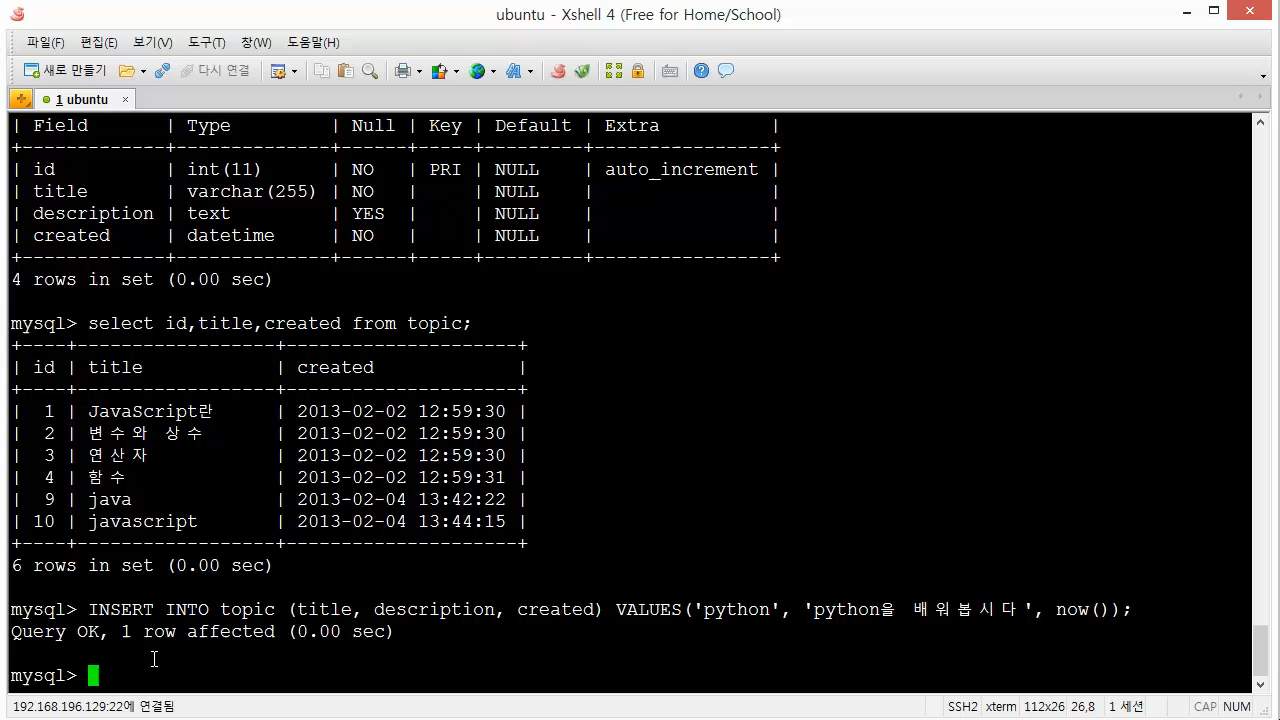 ubuntu - Xshell 4 (Free for Home/School)
파일(F) 편집(E) 보기(V) 도구(T) 창(W) 도움말(H)
새로 만들기 다시 연결
1 ubuntu ×
| Field | Type | Null | Key | Default | Extra |
+-------------+--------------+------+-----+---------+----------------+
| id | int(11) | NO | PRI | NULL | auto_increment |
| title | varchar(255) | NO | | NULL | |
| description | text | YES | | NULL | |
| created | datetime | NO | | NULL | |
+-------------+--------------+------+-----+---------+----------------+
4 rows in set (0.00 sec)
mysql> select id,title,created from topic;
+----+------------------+---------------------+
| id | title | created |
+----+------------------+---------------------+
| 1 | JavaScript란 | 2013-02-02 12:59:30 |
| 2 | 변수와 상수 | 2013-02-02 12:59:30 |
| 3 | 연산자 | 2013-02-02 12:59:30 |
| 4 | 함수 | 2013-02-02 12:59:31 |
| 9 | java | 2013-02-04 13:42:22 |
| 10 | javascript | 2013-02-04 13:44:15 |
+----+------------------+---------------------+
6 rows in set (0.00 sec)
mysql> INSERT INTO topic (title, description, created) VALUES('python', 'python을 배워봅시다', now());
Query OK, 1 row affected (0.00 sec)
mysql>
192.168.196.129:22에 연결됨 SSH2 xterm 112x26 26,8 1 세션 CAP NUM